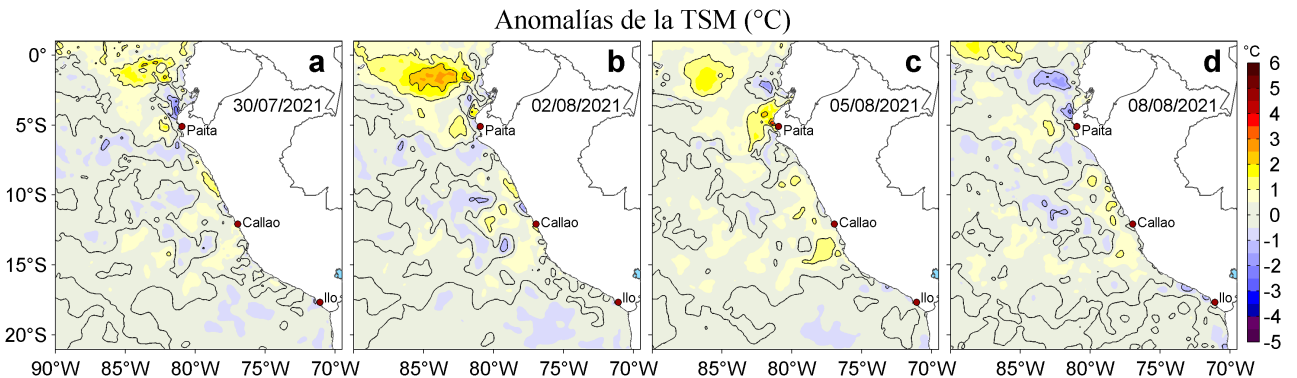 Anomalías de la TSM (°C)
a b c d
30/07/2021 02/08/2021 05/08/2021 08/08/2021
Paita Paita Paita Paita
Callao Callao Callao Callao
Ilo Ilo Ilo Ilo
0°
5°S
10°S
15°S
20°S
90°W 85°W 80°W 75°W 70°W 85°W 80°W 75°W 70°W 85°W 80°W 75°W 70°W 85°W 80°W 75°W 70°W
°C
6
5
4
3
2
1
0
-1
-2
-3
-4
-5